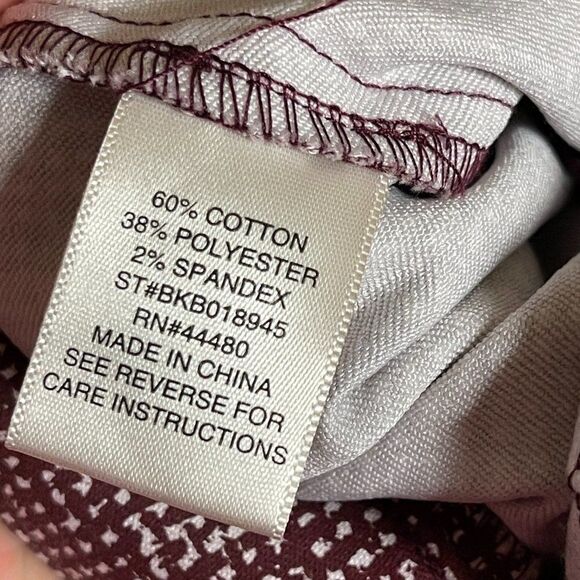 60% COTTON
38% POLYESTER
2% SPANDEX
ST#BKB018945
RN#44480
MADE IN CHINA
SEE REVERSE FOR
CARE INSTRUCTIONS